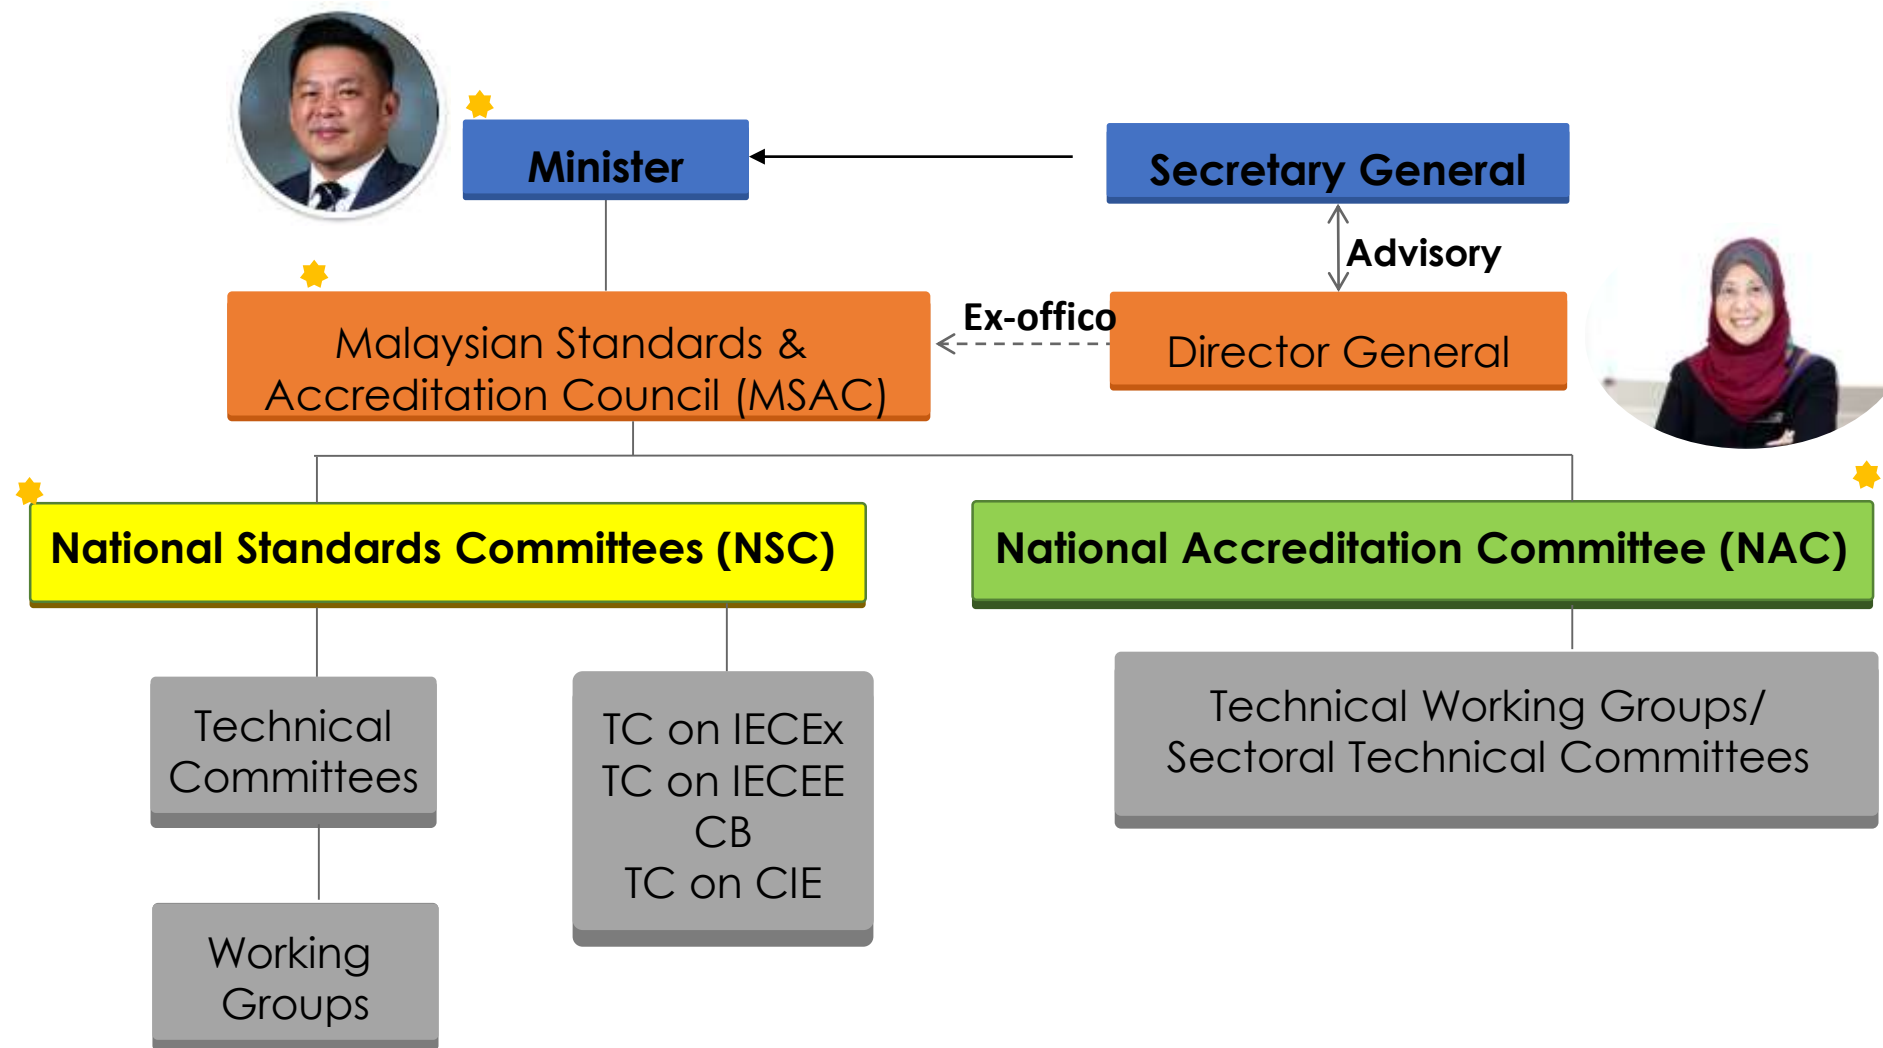 Minister
Secretary General
Advisory
Ex-offico
Malaysian Standards &
Accreditation Council (MSAC)
Director General
National Standards Committees (NSC)
National Accreditation Committee (NAC)
Technical
Committees
TC on IECEx
TC on IECEE
CB
TC on CIE
Technical Working Groups/
Sectoral Technical Committees
Working
Groups